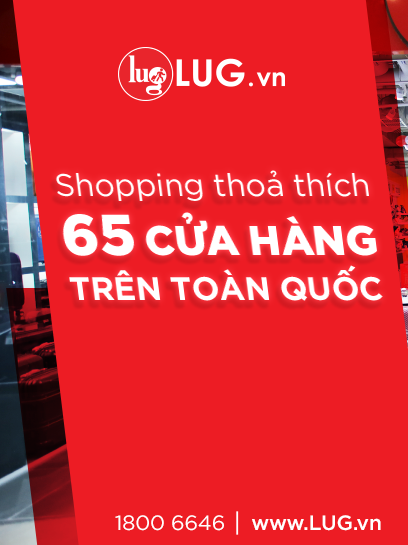 lug LUG.vn
Shopping thoả thích
65 CỬA HÀNG
TRÊN TOÀN QUỐC
1800 6646 | www.LUG.vn